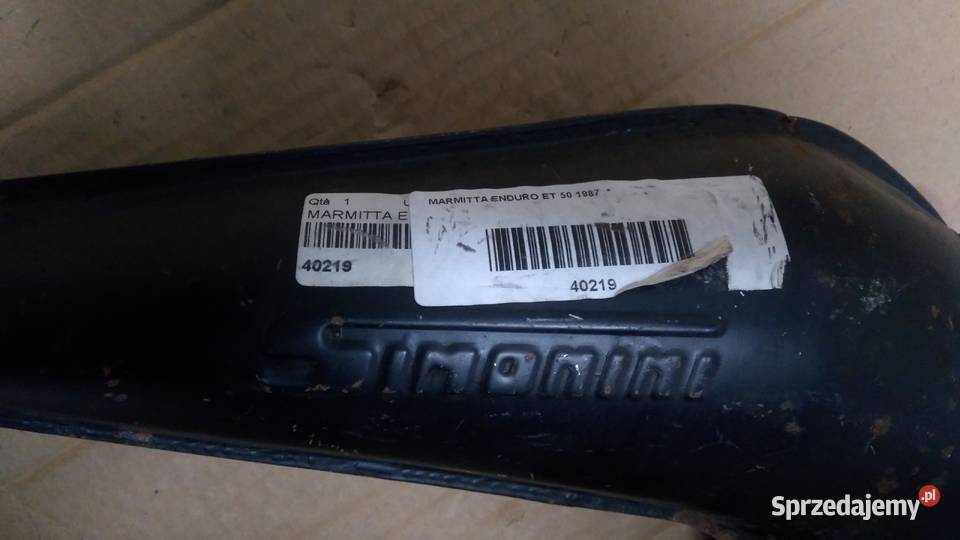 Qtà 1 U
MARMITTA E
40219
MARMITTA ENDURO ET 50 1987
40219
SIMONINI
Sprzedajemy.pl